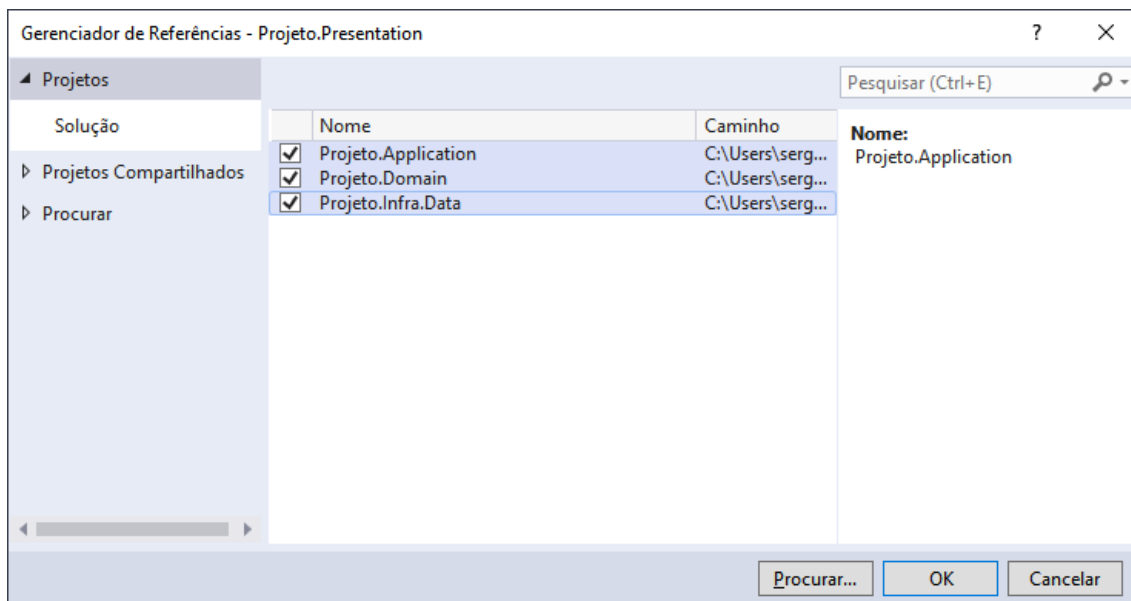 Gerenciador de Referências - Projeto.Presentation ?
Projetos
Pesquisar (Ctrl+E)
Solução
Nome Caminho
Nome:
Projeto.Application C:\Users\serg...
Projeto.Application
Projetos Compartilhados
Projeto.Domain C:\Users\serg...
Projeto.Infra.Data C:\Users\serg...
Procurar
Procurar... OK Cancelar